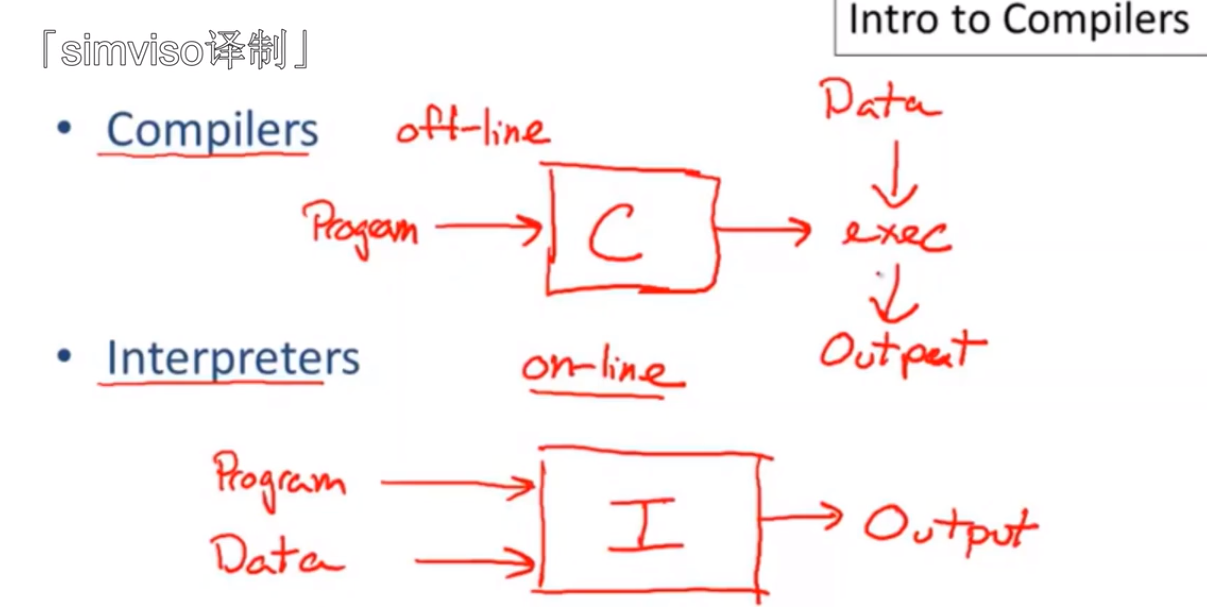 Intro to Compilers
「simviso译制」
• Compilers
off-line
Data
Program
C
exec
Output
• Interpreters
on-line
Program
Data
I
Output